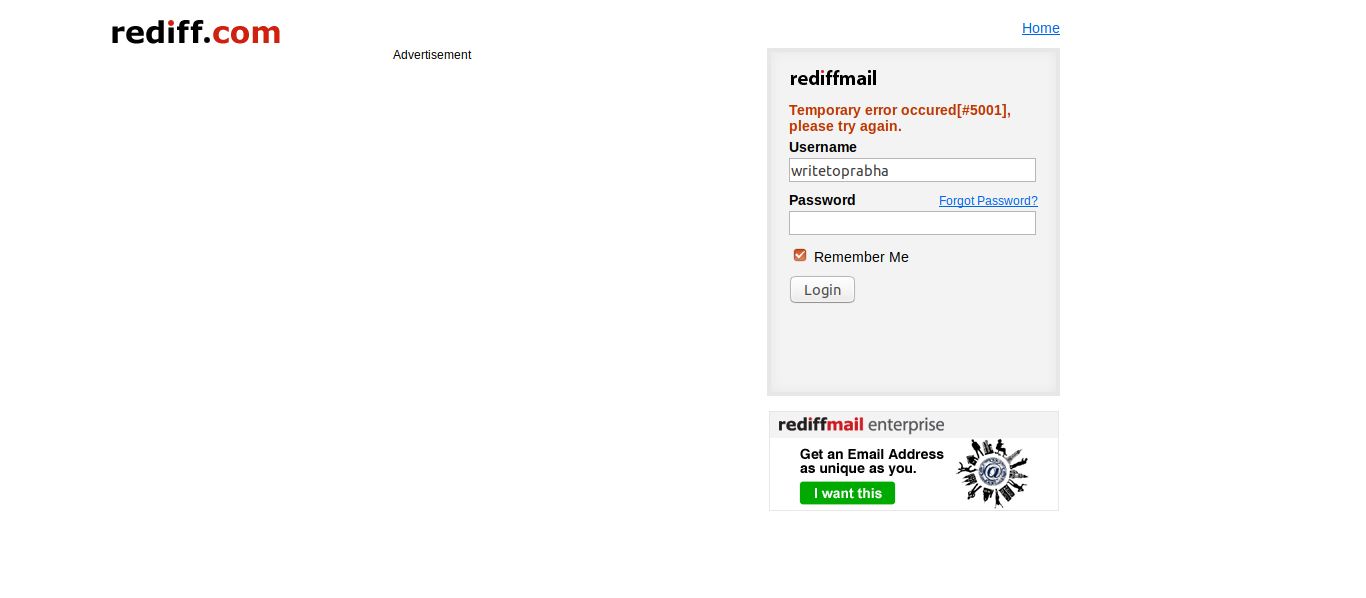 rediff.com
Home
Advertisement
rediffmail
Temporary error occured[#5001],
please try again.
Username
writetoprabha
Password Forgot Password?
Remember Me
Login
rediffmail enterprise
Get an Email Address
as unique as you.
@
I want this